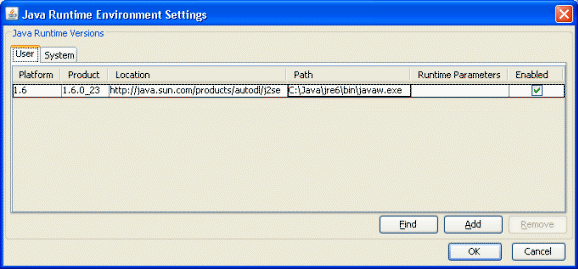 Java Runtime Environment Settings
Java Runtime Versions
User System
Platform Product Location Path Runtime Parameters Enabled
1.6 1.6.0_23 http://java.sun.com/products/autodl/j2se C:\Java\jre6\bin\javaw.exe
Find Add Remove
OK Cancel